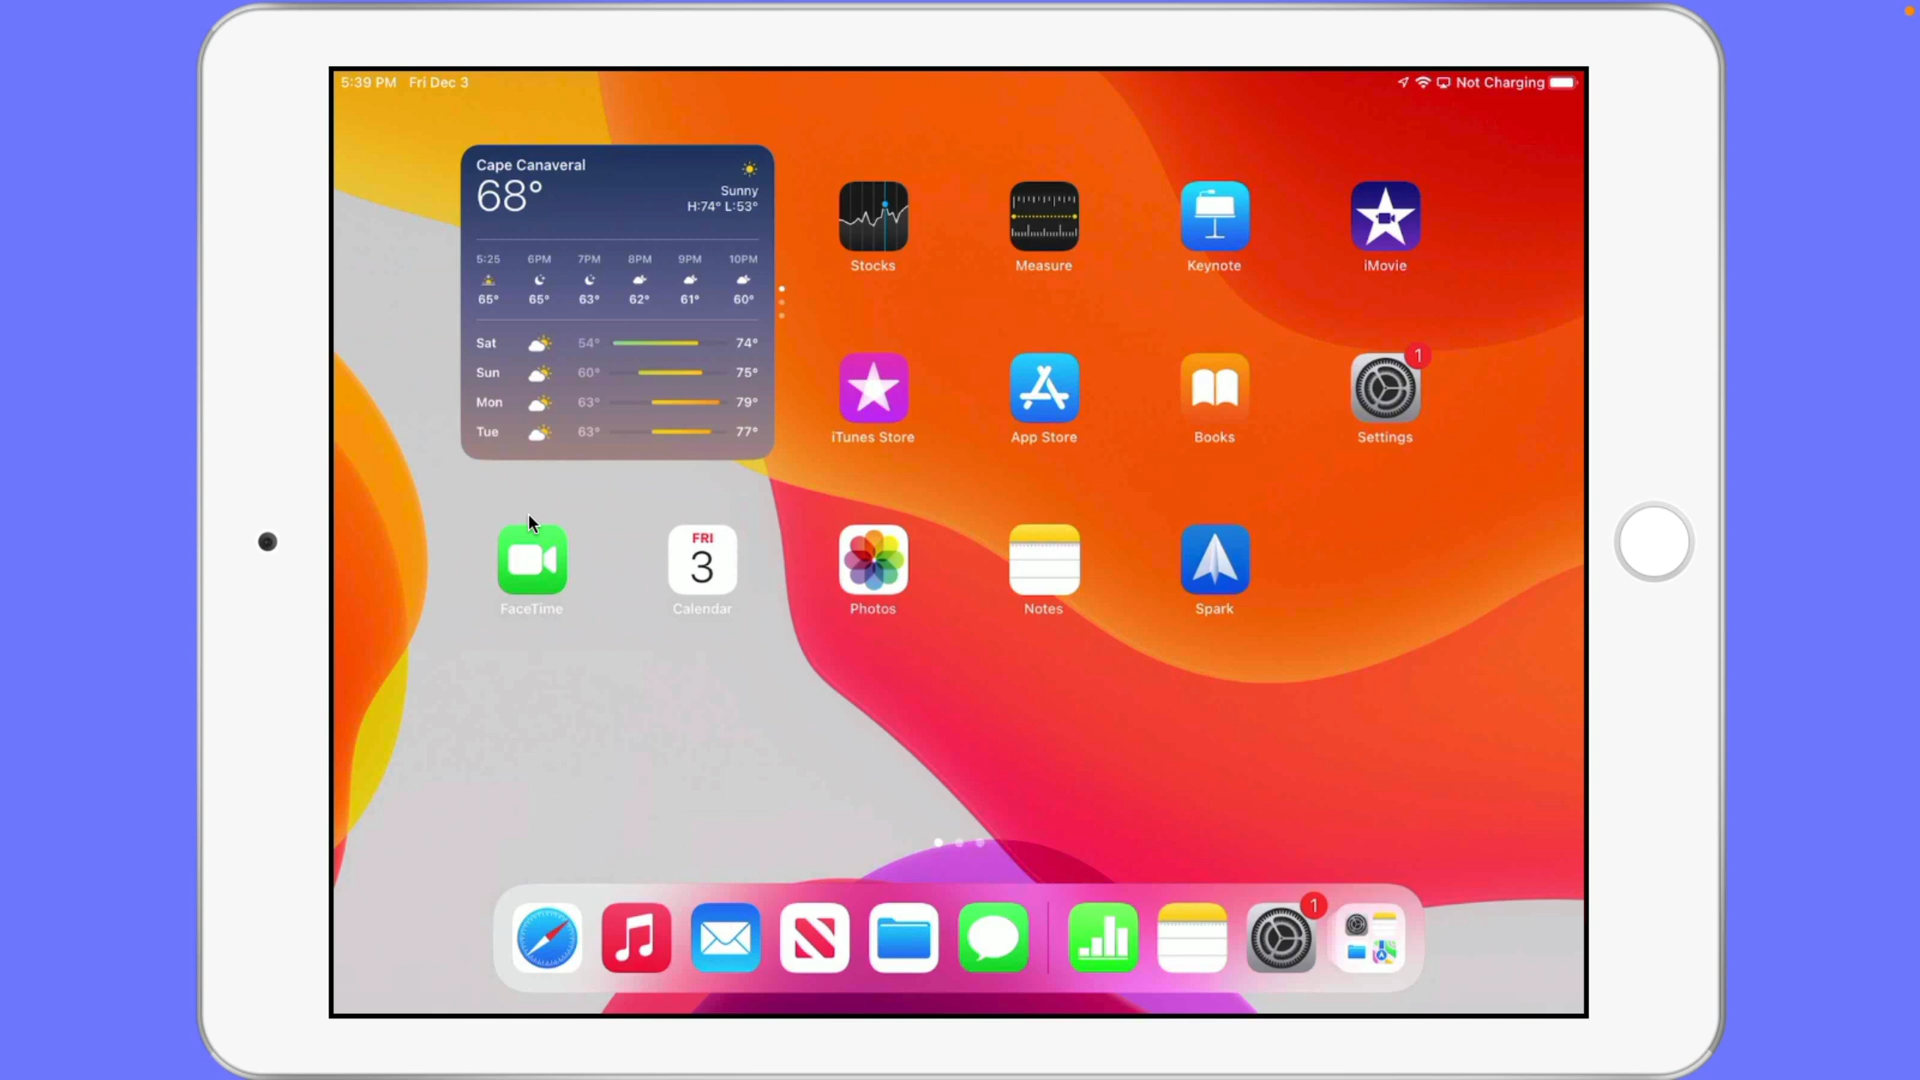 5:39 PM Fri Dec 3
Not Charging
Cape Canaveral
68°
Sunny
H:74° L:53°
5:25 6PM 7PM 8PM 9PM 10PM
65° 65° 63° 62° 61° 60°
Sat 54° 74°
Sun 60° 75°
Mon 63° 79°
Tue 63° 77°
Stocks
Measure
Keynote
iMovie
1
iTunes Store
App Store
Books
Settings
FRI
3
FaceTime
Calendar
Photos
Notes
Spark
1